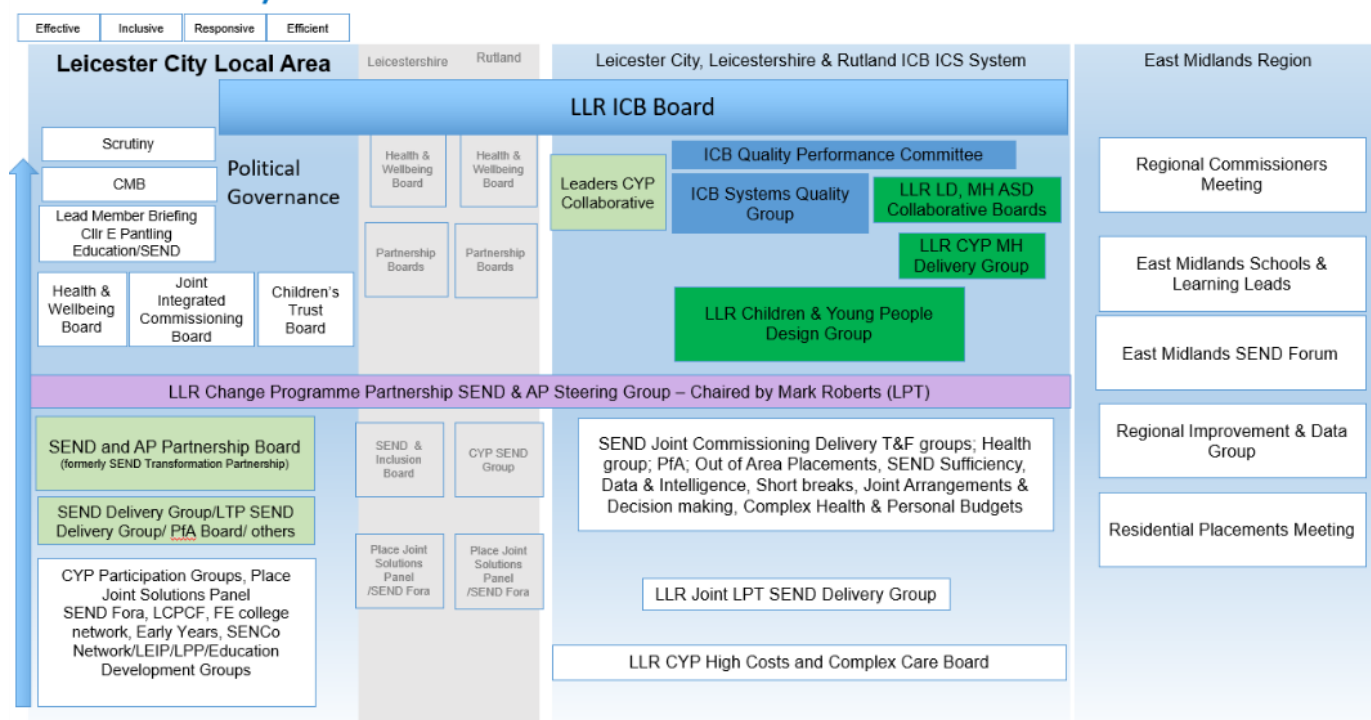 Effective
Inclusive
Responsive
Efficient
Leicester City Local Area
Leicestershire
Rutland
Leicester City, Leicestershire & Rutland ICB ICS System
East Midlands Region
LLR ICB Board
Scrutiny
CMB
Lead Member Briefing
Cllr E Pantling
Education/SEND
Political
Governance
Health &
Wellbeing
Board
Joint
Integrated
Commissioning
Board
Children's
Trust
Board
Health &
Wellbeing
Board
Health &
Wellbeing
Board
Partnership
Boards
Partnership
Boards
Leaders CYP
Collaborative
ICB Quality Performance Committee
ICB Systems Quality
Group
LLR LD, MH ASD
Collaborative Boards
LLR CYP MH
Delivery Group
LLR Children & Young People
Design Group
Regional Commissioners
Meeting
East Midlands Schools &
Learning Leads
East Midlands SEND Forum
Regional Improvement & Data
Group
Residential Placements Meeting
LLR Change Programme Partnership SEND & AP Steering Group – Chaired by Mark Roberts (LPT)
SEND and AP Partnership Board
(formerly SEND Transformation Partnership)
SEND Delivery Group/LTP SEND
Delivery Group/ PfA Board/ others
CYP Participation Groups, Place
Joint Solutions Panel
SEND Fora, LCPCF, FE college
network, Early Years, SENCo
Network/LEIP/LPP/Education
Development Groups
SEND &
Inclusion
Board
CYP SEND
Group
Place Joint
Solutions
Panel
/SEND Fora
Place Joint
Solutions
Panel
/SEND Fora
SEND Joint Commissioning Delivery T&F groups; Health
group; PfA; Out of Area Placements, SEND Sufficiency,
Data & Intelligence, Short breaks, Joint Arrangements &
Decision making, Complex Health & Personal Budgets
LLR Joint LPT SEND Delivery Group
LLR CYP High Costs and Complex Care Board